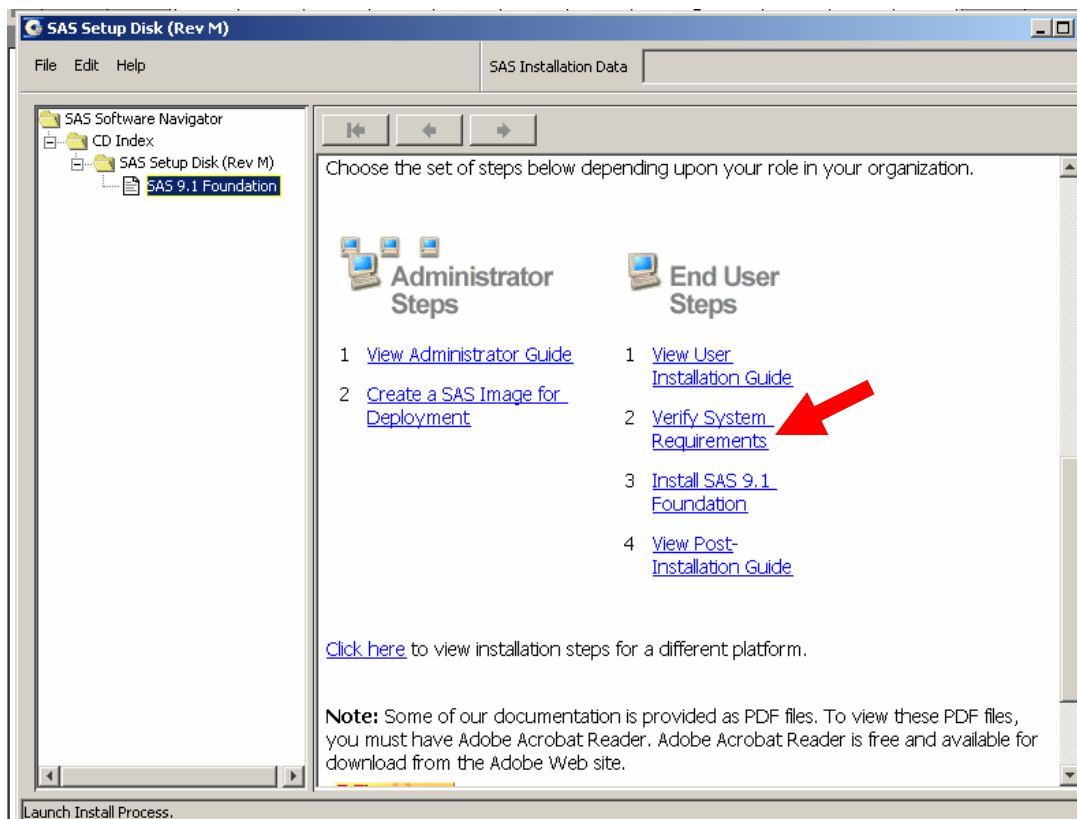 SAS Setup Disk (Rev M)
File Edit Help
SAS Installation Data
SAS Software Navigator
CD Index
SAS Setup Disk (Rev M)
SAS 9.1 Foundation
Choose the set of steps below depending upon your role in your organization.
Administrator
Steps
1 View Administrator Guide
2 Create a SAS Image for
Deployment
End User
Steps
1 View User
Installation Guide
2 Verify System
Requirements
3 Install SAS 9.1
Foundation
4 View Post-
Installation Guide
Click here to view installation steps for a different platform.
Note: Some of our documentation is provided as PDF files. To view these PDF files,
you must have Adobe Acrobat Reader. Adobe Acrobat Reader is free and available for
download from the Adobe Web site.
Launch Install Process.